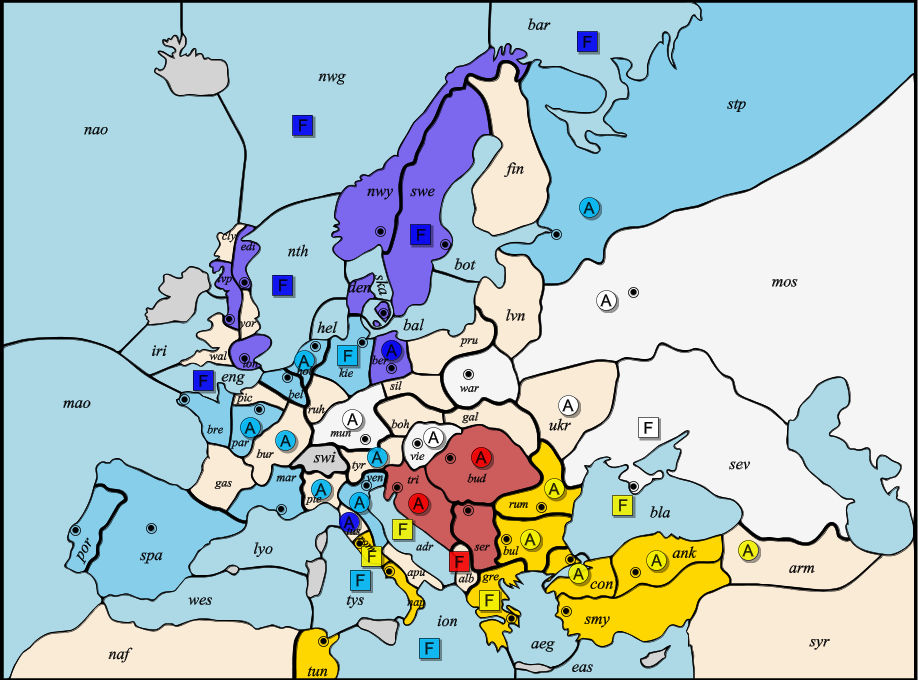 bar
F
nwg
stp
nao
F
fin
nwy
swe
A
F
cly
edi
nth
bot
den
ska
mos
lvp
F
A
yor
lvn
hel
bal
iri
wal
lon
A
F
A
pru
ber
kie
eng
F
war
mao
bel
sil
pic
ruh
A
ukr
bre
A
par
A
bur
A
mun
boh
gal
A
F
vie
swi
tyr
A
A
bud
sev
gas
mar
ven
tri
A
pie
A
A
A
rum
F
bla
por
spa
lyo
A
F
adr
ser
bul
A
ank
A
A
F
F
alb
A
con
arm
apu
gre
wes
F
tys
nap
F
smy
ion
F
aeg
syr
naf
tun
eas